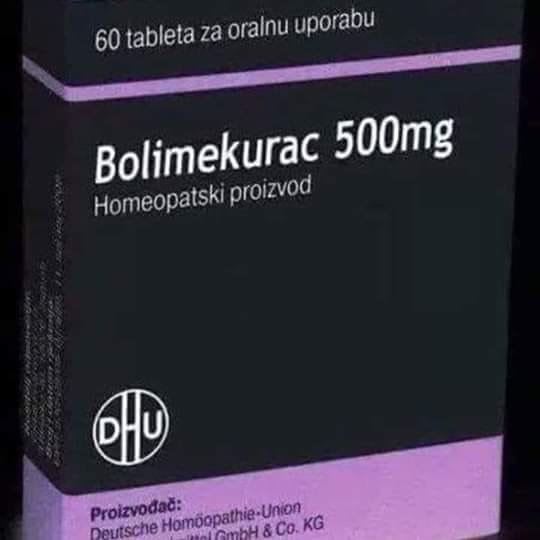 60 tableta za oralnu uporabu
Bolimekurac 500mg
Homeopatski proizvod
DHU
Proizvođač:
Deutsche Homöopathie-Union
GmbH & Co. KG